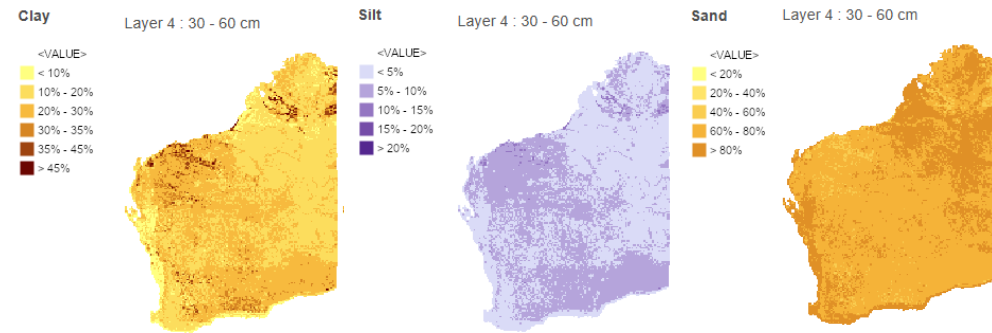 Clay
Layer 4 : 30 - 60 cm
<VALUE>
< 10%
10% - 20%
20% - 30%
30% - 35%
35% - 45%
> 45%
Silt
Layer 4 : 30 - 60 cm
<VALUE>
< 5%
5% - 10%
10% - 15%
15% - 20%
> 20%
Sand
Layer 4 : 30 - 60 cm
<VALUE>
< 20%
20% - 40%
40% - 60%
60% - 80%
> 80%